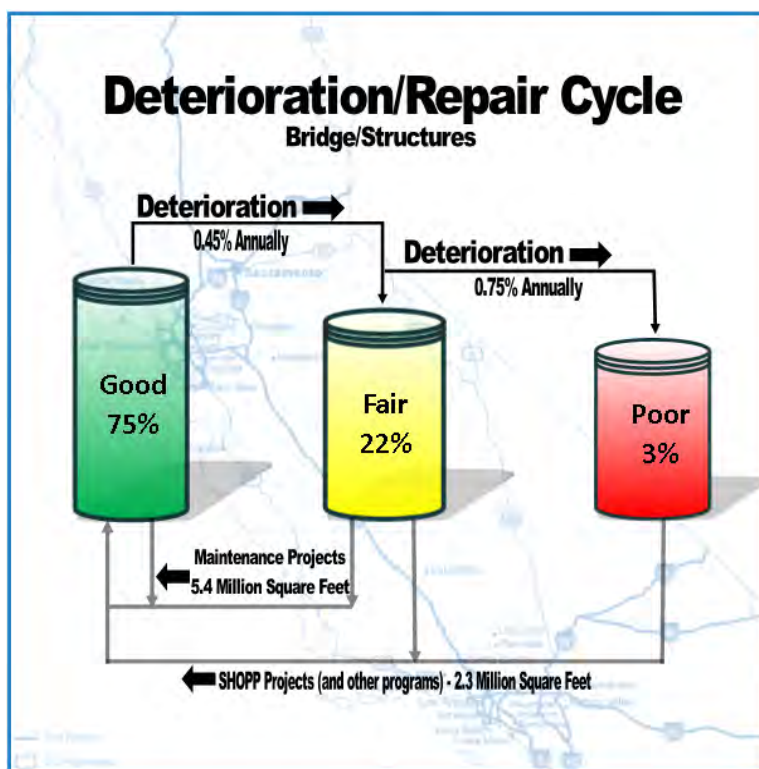 Deterioration/Repair Cycle
Bridge/Structures
Deterioration
0.45% Annually
Deterioration
0.75% Annually
Sacramento
Good
75%
Fair
22%
Poor
3%
Maintenance Projects
5.4 Million Square Feet
SHOPP Projects (and other programs) - 2.3 Million Square Feet